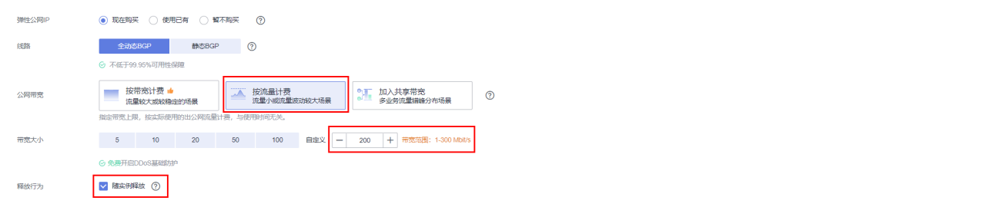 弹性公网IP 现在购买 使用已有 暂不购买 ?
线路 全动态BGP 静态BGP ?
不低于99.95%可用性保障
公网带宽 按带宽计费 流量较大或较稳定的场景 按流量计费 流量小或流量波动较大场景 加入共享带宽 多业务流量错峰分布场景 ?
指定带宽上限，按实际使用的出公网流量计费，与使用时间无关。
带宽大小 5 10 20 50 100 自定义 — 200 + 带宽范围：1-300 Mbit/s
免费开启DDoS基础防护
释放行为 随实例释放 ?